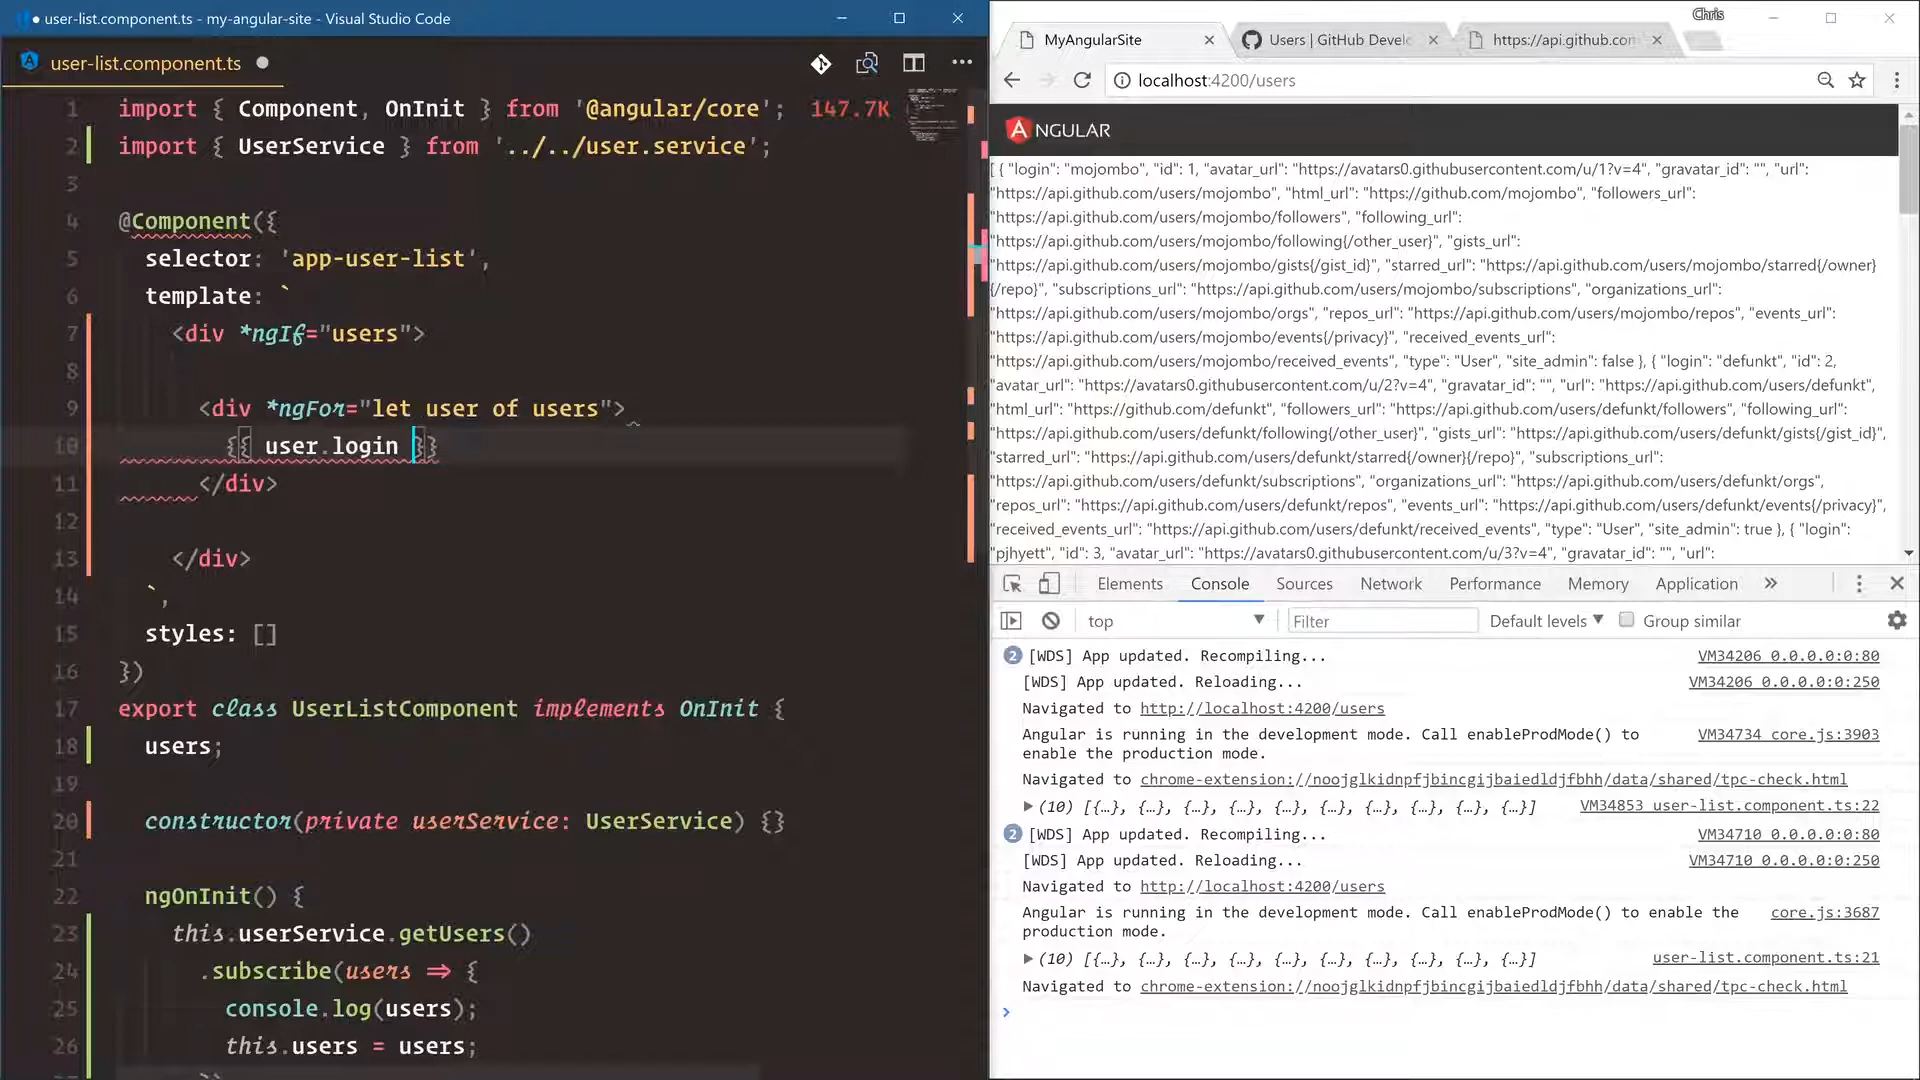 user-list.component.ts - my-angular-site - Visual Studio Code
user-list.component.ts
1 import { Component, OnInit } from '@angular/core'; 147.7K
2 import { UserService } from '../../user.service';
3
4 @Component({
5 selector: 'app-user-list',
6 template: `
7 <div *ngIf="users">
8
9 <div *ngFor="let user of users">
10 {{ user.login }}
11 </div>
12
13 </div>
14 `,
15 styles: []
16 })
17 export class UserListComponent implements OnInit {
18 users;
19
20 constructor(private userService: UserService) {}
21
22 ngOnInit() {
23 this.userService.getUsers()
24 .subscribe(users => {
25 console.log(users);
26 this.users = users;
Chris
MyAngularSite
Users | GitHub Develo
https://api.github.com
localhost:4200/users
ANGULAR
[ { "login": "mojombo", "id": 1, "avatar_url": "https://avatars0.githubusercontent.com/u/1?v=4", "gravatar_id": "", "url":
"https://api.github.com/users/mojombo", "html_url": "https://github.com/mojombo", "followers_url":
"https://api.github.com/users/mojombo/followers", "following_url":
"https://api.github.com/users/mojombo/following{/other_user}", "gists_url":
"https://api.github.com/users/mojombo/gists{/gist_id}", "starred_url": "https://api.github.com/users/mojombo/starred{/owner}
{/repo}", "subscriptions_url": "https://api.github.com/users/mojombo/subscriptions", "organizations_url":
"https://api.github.com/users/mojombo/orgs", "repos_url": "https://api.github.com/users/mojombo/repos", "events_url":
"https://api.github.com/users/mojombo/events{/privacy}", "received_events_url":
"https://api.github.com/users/mojombo/received_events", "type": "User", "site_admin": false }, { "login": "defunkt", "id": 2,
"avatar_url": "https://avatars0.githubusercontent.com/u/2?v=4", "gravatar_id": "", "url": "https://api.github.com/users/defunkt",
"html_url": "https://github.com/defunkt", "followers_url": "https://api.github.com/users/defunkt/followers", "following_url":
"https://api.github.com/users/defunkt/following{/other_user}", "gists_url": "https://api.github.com/users/defunkt/gists{/gist_id}",
"starred_url": "https://api.github.com/users/defunkt/starred{/owner}{/repo}", "subscriptions_url":
"https://api.github.com/users/defunkt/subscriptions", "organizations_url": "https://api.github.com/users/defunkt/orgs",
"repos_url": "https://api.github.com/users/defunkt/repos", "events_url": "https://api.github.com/users/defunkt/events{/privacy}",
"received_events_url": "https://api.github.com/users/defunkt/received_events", "type": "User", "site_admin": true }, { "login":
"pjhyett", "id": 3, "avatar_url": "https://avatars0.githubusercontent.com/u/3?v=4", "gravatar_id": "", "url":
Elements Console Sources Network Performance Memory Application
top Filter Default levels Group similar
2 [WDS] App updated. Recompiling... VM34206 0.0.0.0:0:80
[WDS] App updated. Reloading... VM34206 0.0.0.0:0:250
Navigated to http://localhost:4200/users
Angular is running in the development mode. Call enableProdMode() to VM34734 core.js:3903
enable the production mode.
Navigated to chrome-extension://noojglkidnpfjbincgijbaiedldjfbhh/data/shared/tpc-check.html
(10) [{…}, {…}, {…}, {…}, {…}, {…}, {…}, {…}, {…}, {…}] VM34853 user-list.component.ts:22
2 [WDS] App updated. Recompiling... VM34710 0.0.0.0:0:80
[WDS] App updated. Reloading... VM34710 0.0.0.0:0:250
Navigated to http://localhost:4200/users
Angular is running in the development mode. Call enableProdMode() to enable the core.js:3687
production mode.
(10) [{…}, {…}, {…}, {…}, {…}, {…}, {…}, {…}, {…}, {…}] user-list.component.ts:21
Navigated to chrome-extension://noojglkidnpfjbincgijbaiedldjfbhh/data/shared/tpc-check.html